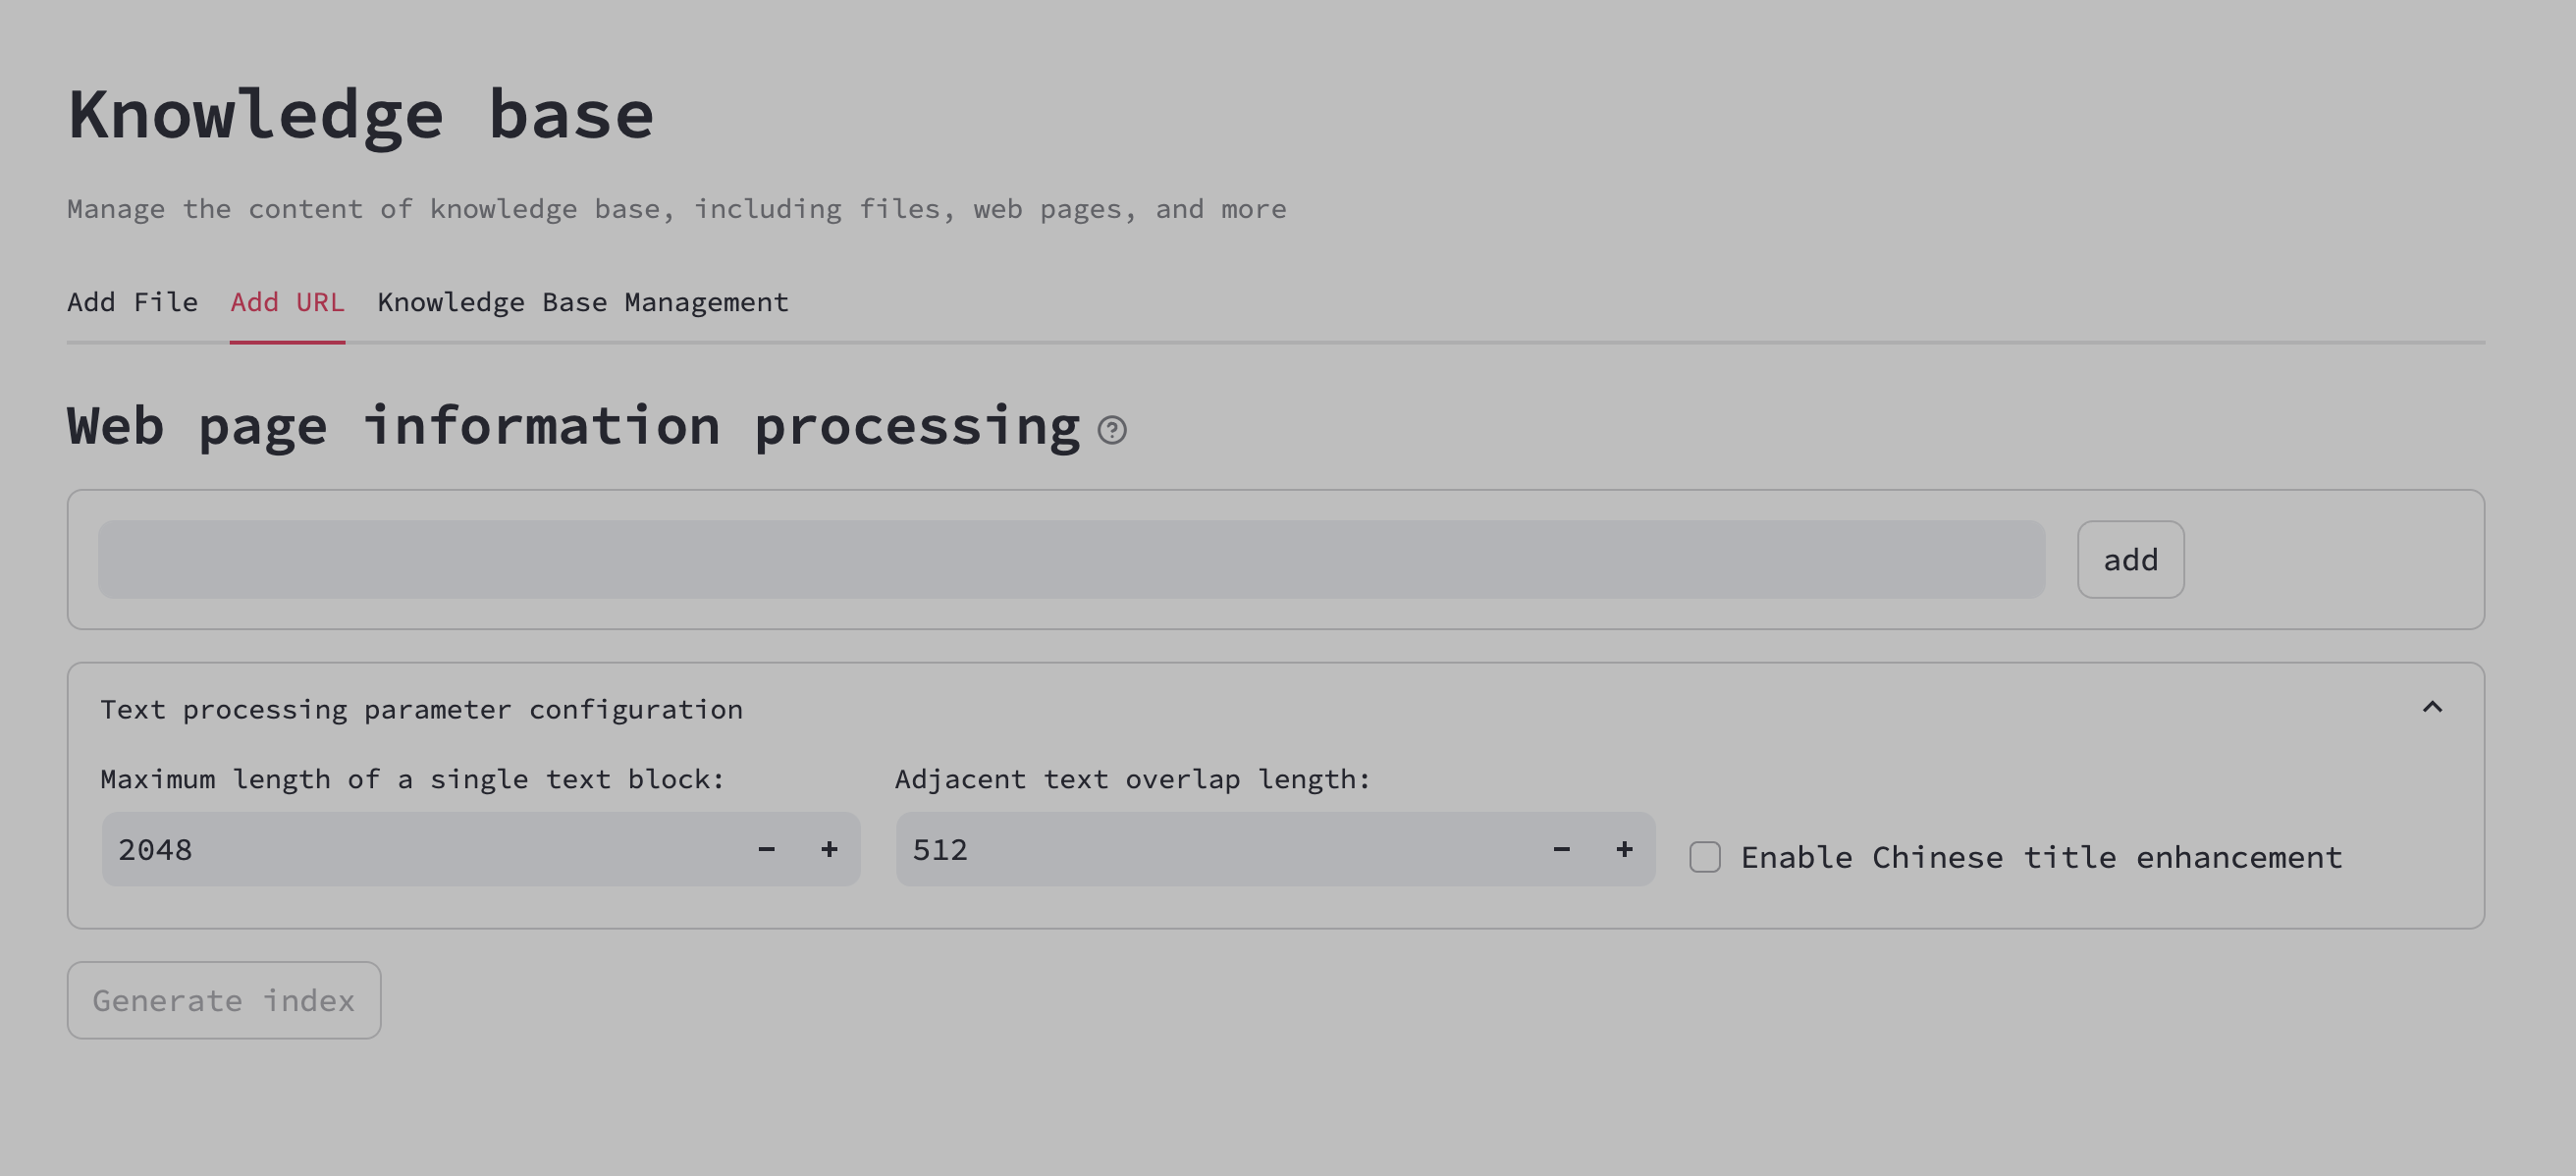 Knowledge base
Manage the content of knowledge base, including files, web pages, and more
Add File Add URL Knowledge Base Management
Web page information processing
add
Text processing parameter configuration
Maximum length of a single text block: Adjacent text overlap length:
2048 − + 512 − + Enable Chinese title enhancement
Generate index